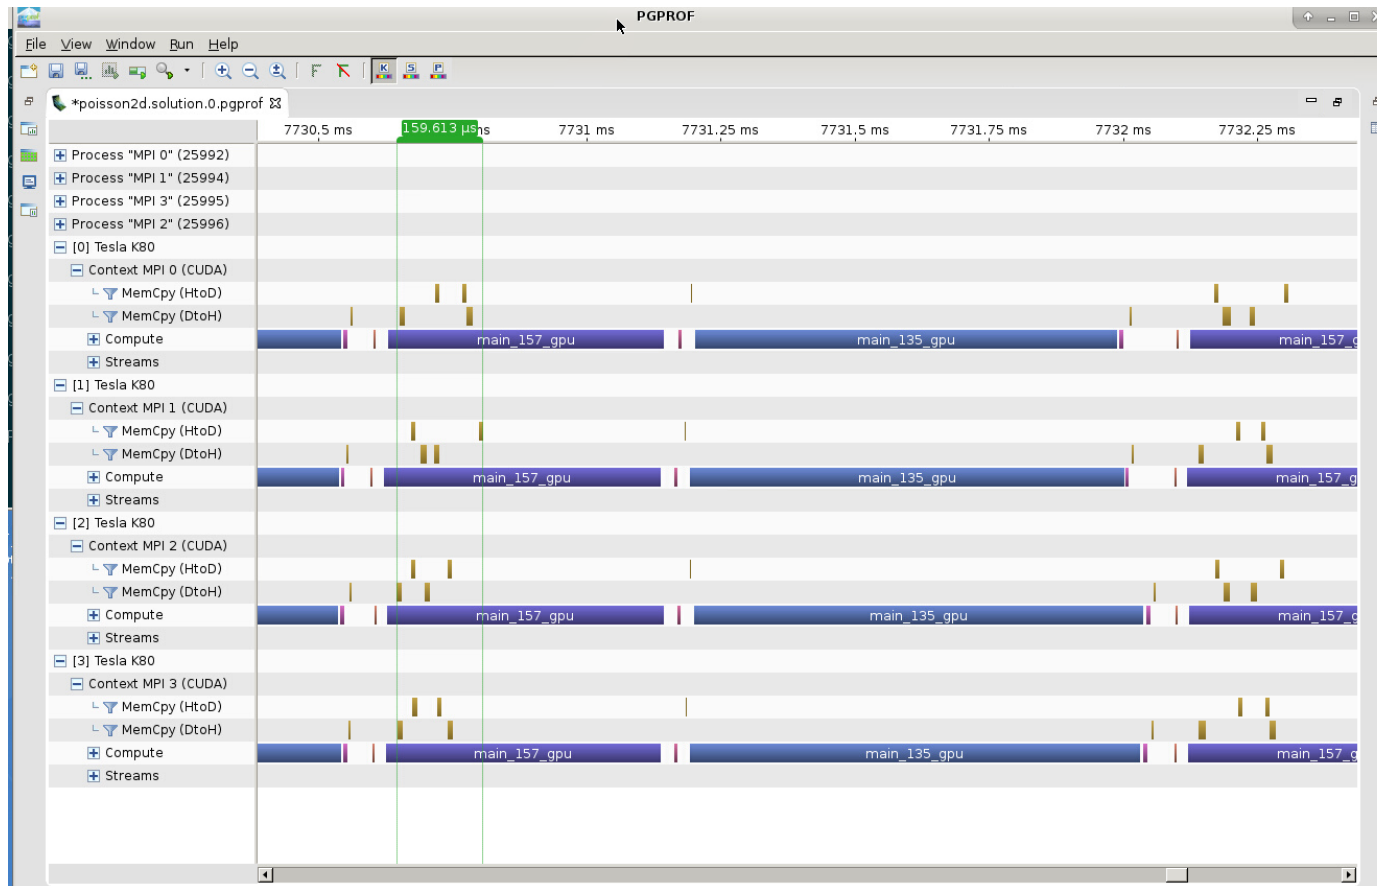 PGPROF
File View Window Run Help
F K S P
*poisson2d.solution.0.pgprof
7730.5 ms 159.613 µs 7731 ms 7731.25 ms 7731.5 ms 7731.75 ms 7732 ms 7732.25 ms
Process "MPI 0" (25992)
Process "MPI 1" (25994)
Process "MPI 3" (25995)
Process "MPI 2" (25996)
[0] Tesla K80
Context MPI 0 (CUDA)
MemCpy (HtoD)
MemCpy (DtoH)
Compute main_157_gpu main_135_gpu main_157_g
Streams
[1] Tesla K80
Context MPI 1 (CUDA)
MemCpy (HtoD)
MemCpy (DtoH)
Compute main_157_gpu main_135_gpu main_157_g
Streams
[2] Tesla K80
Context MPI 2 (CUDA)
MemCpy (HtoD)
MemCpy (DtoH)
Compute main_157_gpu main_135_gpu main_157_g
Streams
[3] Tesla K80
Context MPI 3 (CUDA)
MemCpy (HtoD)
MemCpy (DtoH)
Compute main_157_gpu main_135_gpu main_157_g
Streams